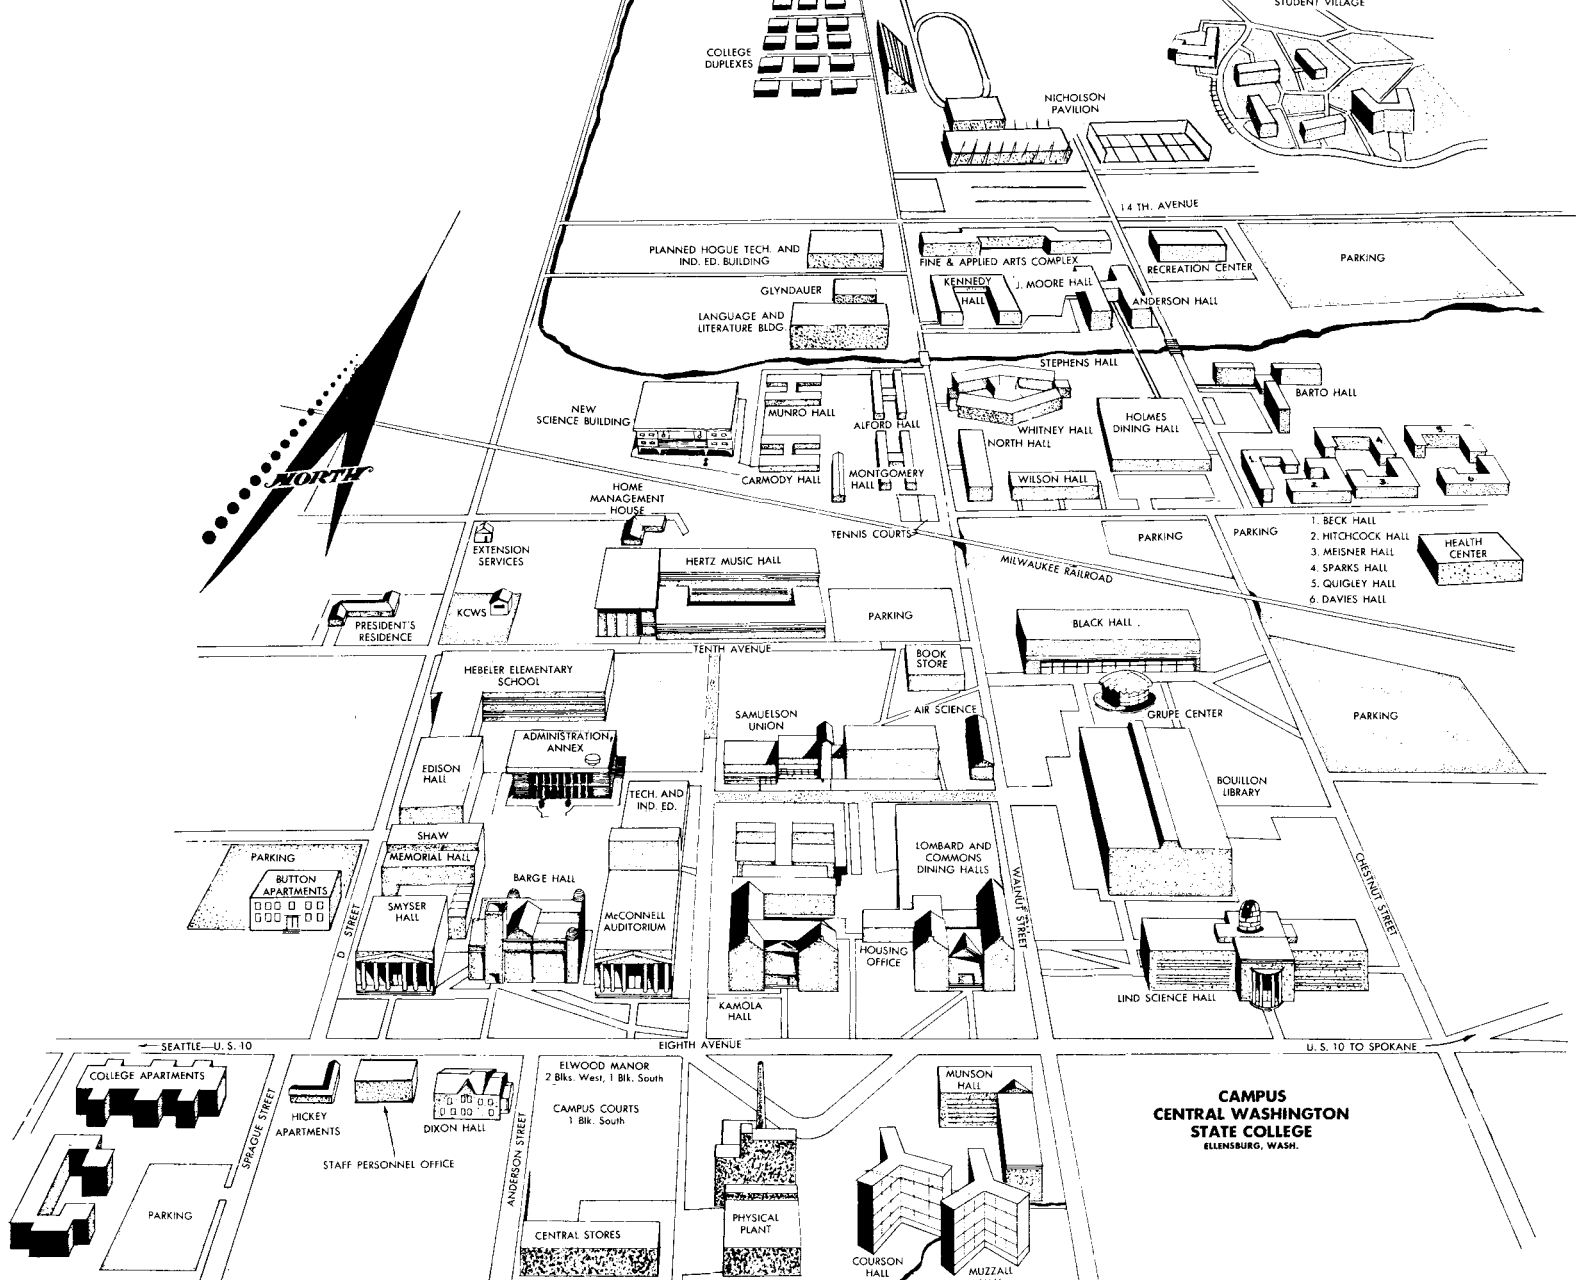 STUDENT VILLAGE
COLLEGE
DUPLEXES
NICHOLSON
PAVILION
14 TH. AVENUE
PLANNED HOGUE TECH. AND
IND. ED. BUILDING
FINE & APPLIED ARTS COMPLEX
RECREATION CENTER
PARKING
GLYNDAUER
KENNEDY
HALL
J. MOORE HALL
ANDERSON HALL
LANGUAGE AND
LITERATURE BLDG.
STEPHENS HALL
BARTO HALL
NEW
SCIENCE BUILDING
MUNRO HALL
ALFORD HALL
WHITNEY HALL
NORTH HALL
HOLMES
DINING HALL
NORTH
CARMODY HALL
MONTGOMERY
HALL
WILSON HALL
1
2
3
4
5
6
HOME
MANAGEMENT
HOUSE
TENNIS COURTS
EXTENSION
SERVICES
HERTZ MUSIC HALL
MILWAUKEE RAILROAD
PARKING
PARKING
1. BECK HALL
2. HITCHCOCK HALL
3. MEISNER HALL
4. SPARKS HALL
5. QUIGLEY HALL
6. DAVIES HALL
HEALTH
CENTER
PRESIDENT'S
RESIDENCE
KCWS
PARKING
BLACK HALL
TENTH AVENUE
HEBELER ELEMENTARY
SCHOOL
BOOK
STORE
SAMUELSON
UNION
AIR SCIENCE
GRUPE CENTER
PARKING
ADMINISTRATION
ANNEX
EDISON
HALL
TECH. AND
IND. ED.
BOUILLON
LIBRARY
SHAW
MEMORIAL HALL
PARKING
BUTTON
APARTMENTS
BARGE HALL
LOMBARD AND
COMMONS
DINING HALLS
WALNUT STREET
CHESTNUT STREET
SMYSER
HALL
McCONNELL
AUDITORIUM
D STREET
HOUSING
OFFICE
KAMOLA
HALL
LIND SCIENCE HALL
SEATTLE—U. S. 10
EIGHTH AVENUE
U. S. 10 TO SPOKANE
COLLEGE APARTMENTS
HICKEY
APARTMENTS
DIXON HALL
STAFF PERSONNEL OFFICE
SPRAGUE STREET
ANDERSON STREET
ELWOOD MANOR
2 Blks. West, 1 Blk. South
CAMPUS COURTS
1 Blk. South
MUNSON
HALL
CAMPUS
CENTRAL WASHINGTON
STATE COLLEGE
ELLENSBURG, WASH.
PARKING
CENTRAL STORES
PHYSICAL
PLANT
COURSON
HALL
MUZZALL